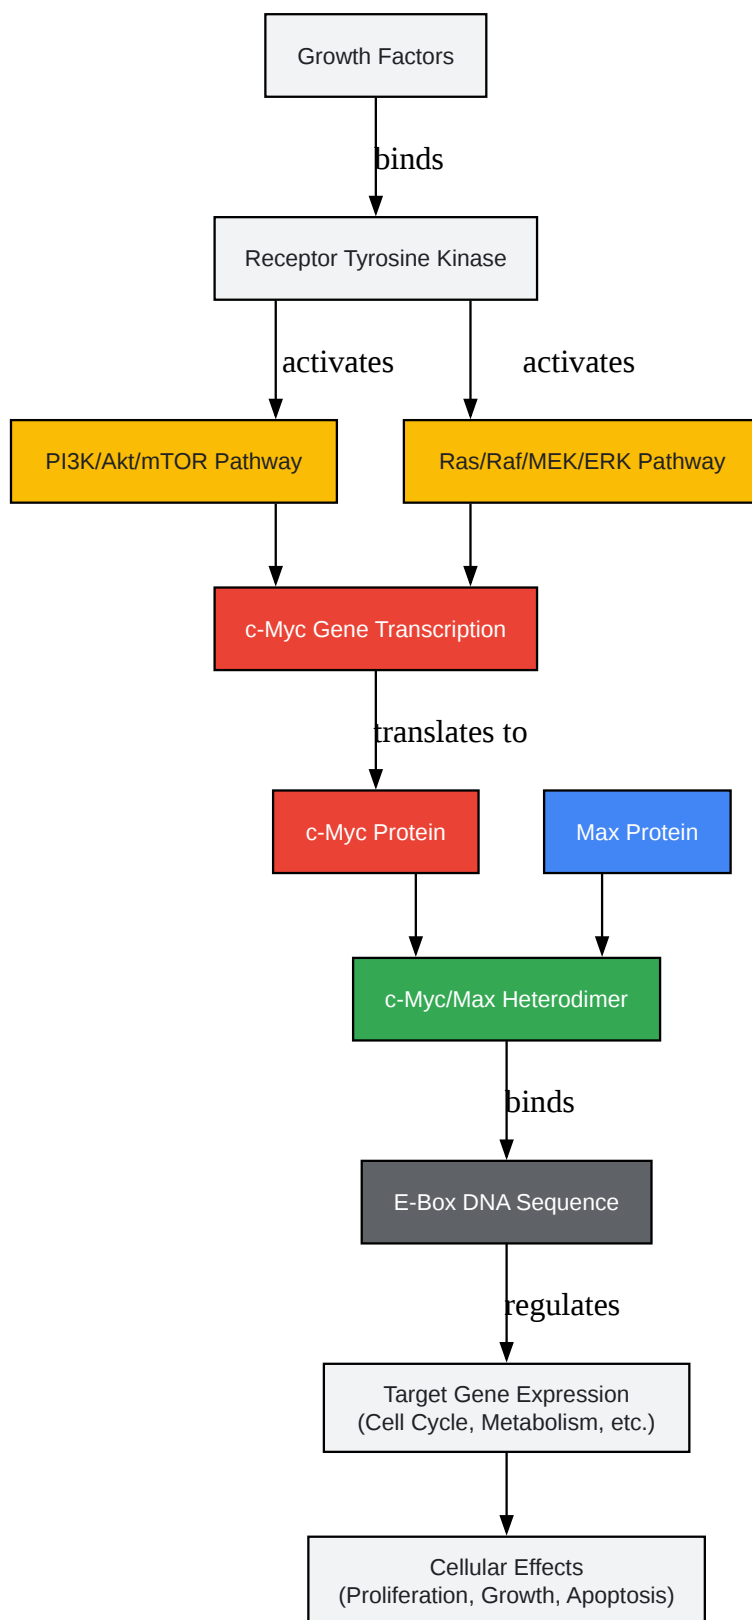 Growth Factors
binds
Receptor Tyrosine Kinase
activates
activates
PI3K/Akt/mTOR Pathway
Ras/Raf/MEK/ERK Pathway
c-Myc Gene Transcription
translates to
c-Myc Protein
Max Protein
c-Myc/Max Heterodimer
binds
E-Box DNA Sequence
regulates
Target Gene Expression
(Cell Cycle, Metabolism, etc.)
Cellular Effects
(Proliferation, Growth, Apoptosis)